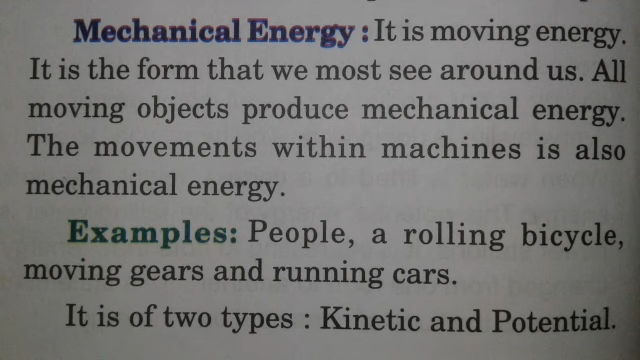 Mechanical Energy : It is moving energy.
It is the form that we most see around us. All
moving objects produce mechanical energy.
The movements within machines is also
mechanical energy.
Examples: People, a rolling bicycle,
moving gears and running cars.
It is of two types : Kinetic and Potential.